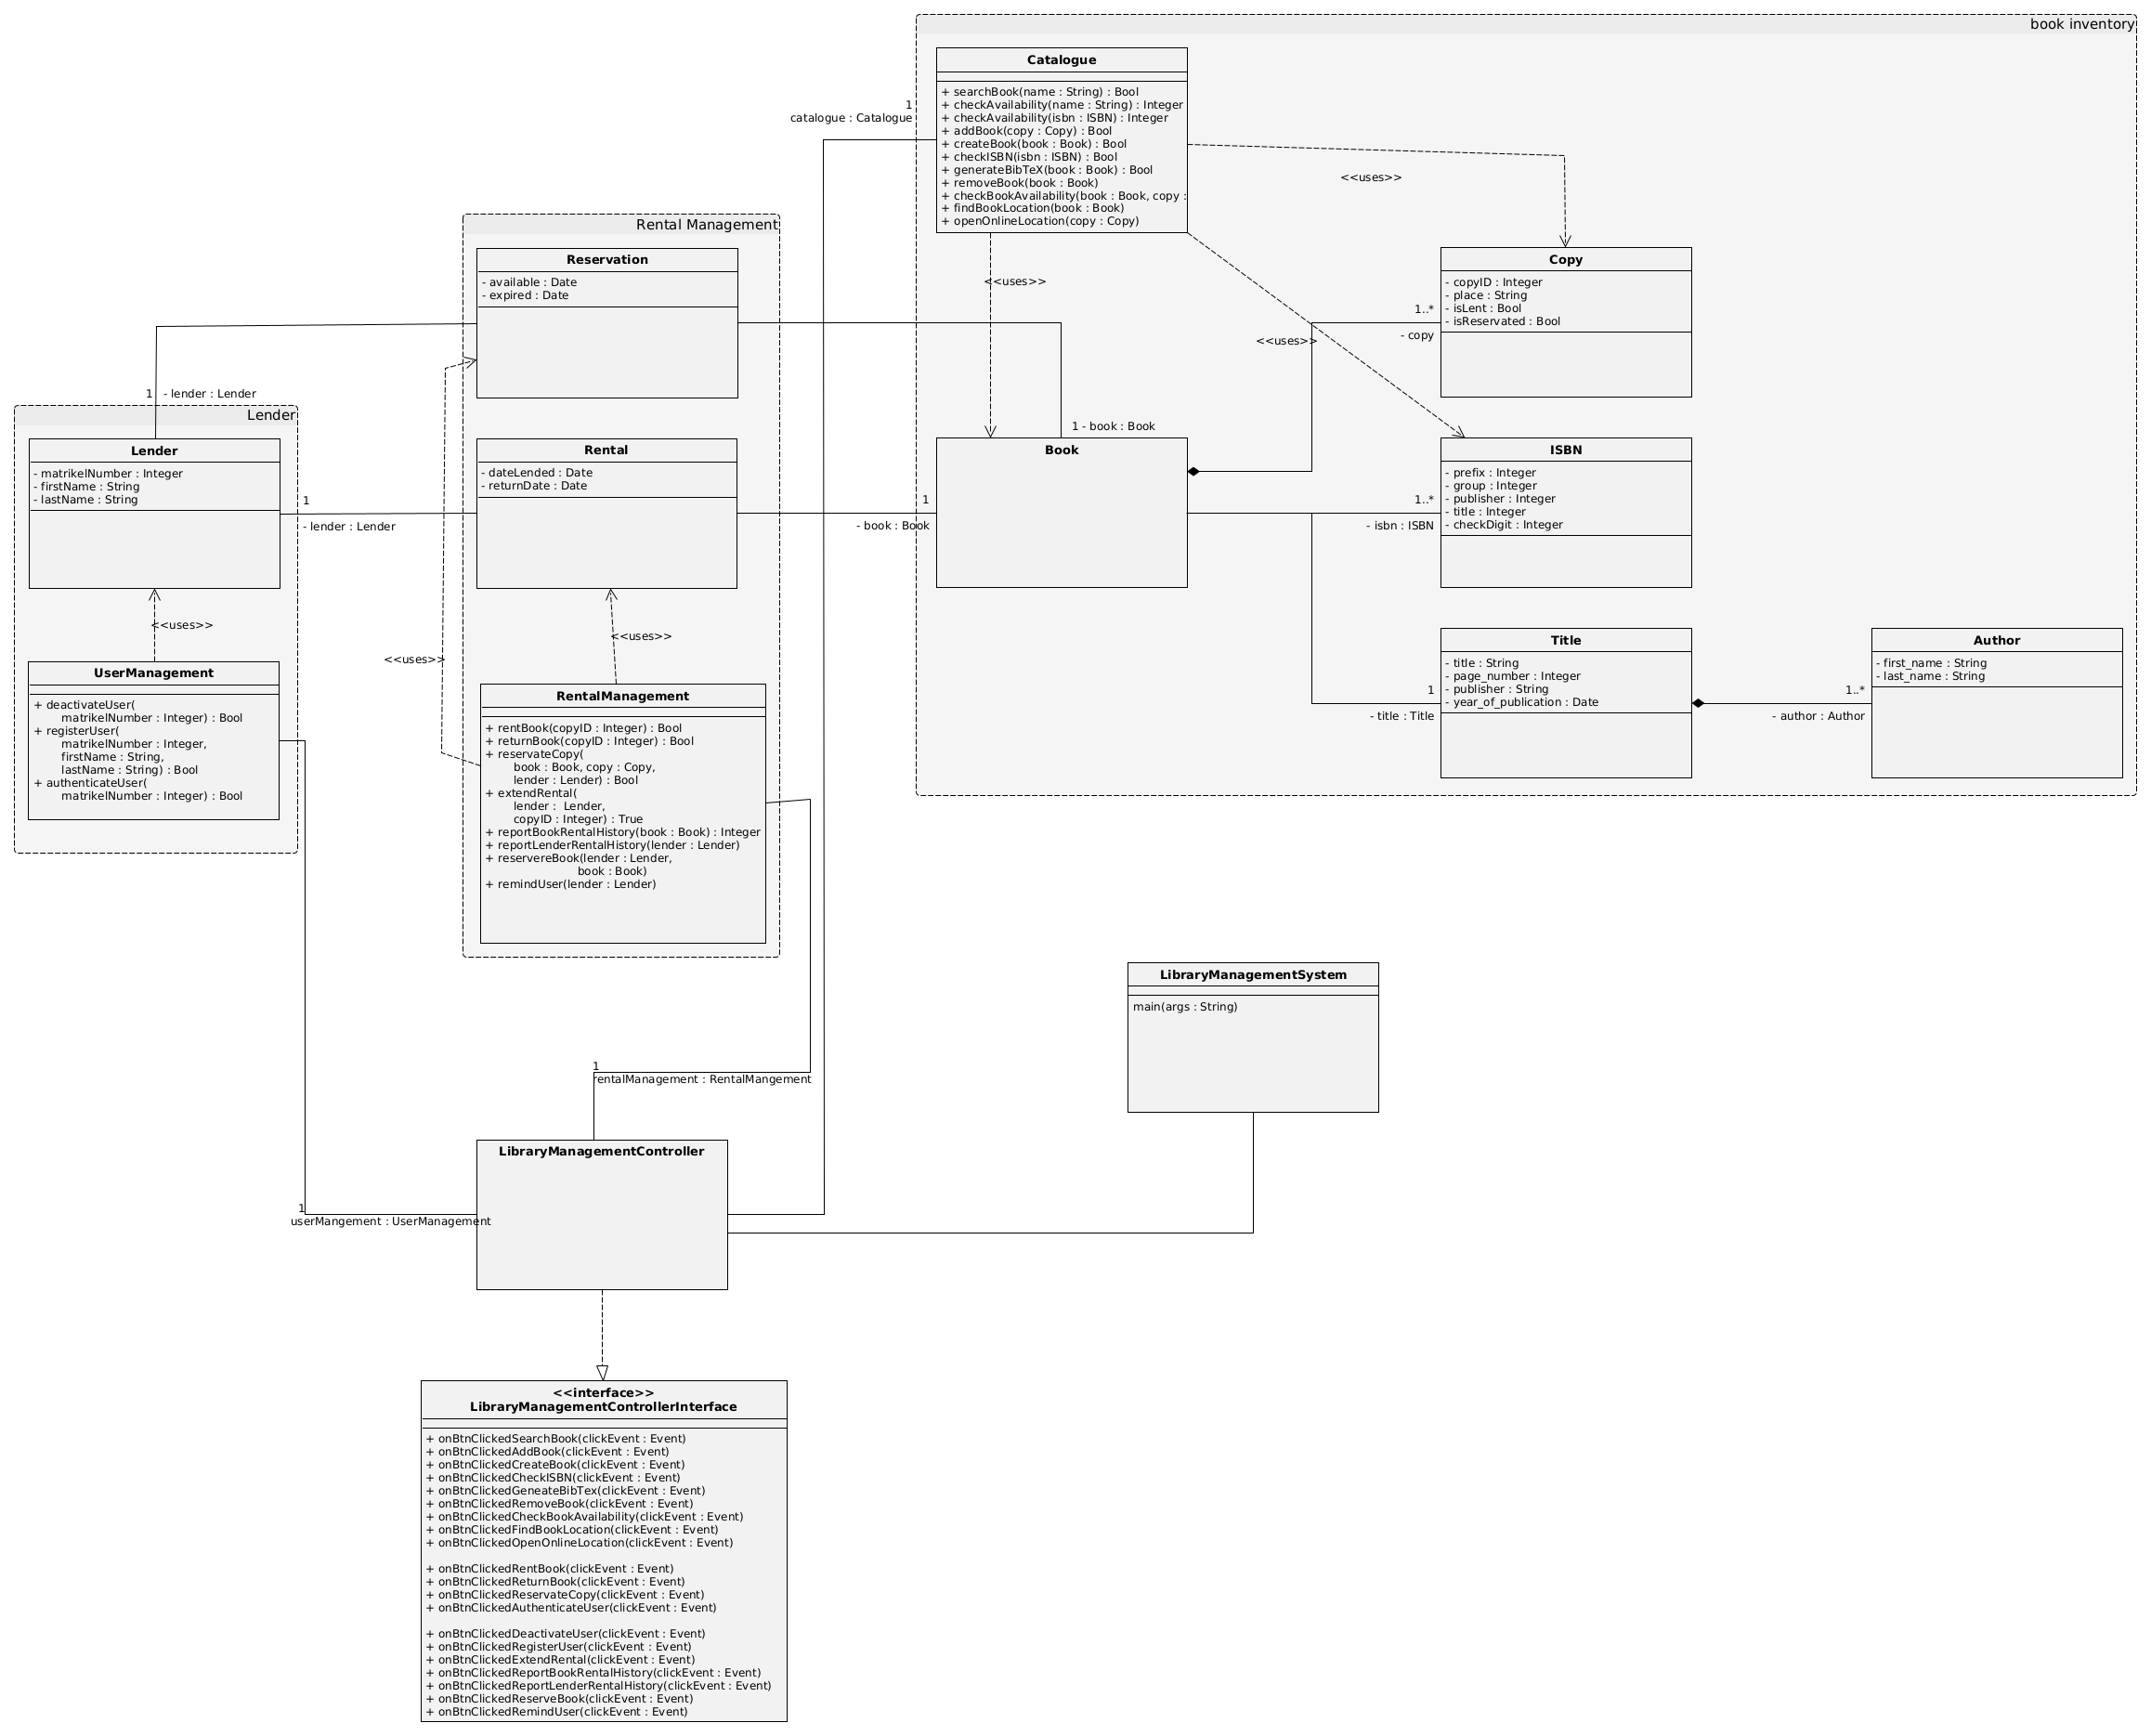 book inventory
Catalogue
+ searchBook(name : String) : Bool
+ checkAvailability(name : String) : Integer
+ checkAvailability(isbn : ISBN) : Integer
+ addBook(copy : Copy) : Bool
+ createBook(book : Book) : Bool
+ checkISBN(isbn : ISBN) : Bool
+ generateBibTeX(book : Book) : Bool
+ removeBook(book : Book)
+ checkBookAvailability(book : Book, copy :
+ findBookLocation(book : Book)
+ openOnlineLocation(copy : Copy)
1
catalogue : Catalogue
<<uses>>
<<uses>>
<<uses>>
Copy
- copyID : Integer
- place : String
- isLent : Bool
- isReservated : Bool
1..*
- copy
Rental Management
Reservation
- available : Date
- expired : Date
1 - lender : Lender
1 - book : Book
Lender
Lender
- matrikelNumber : Integer
- firstName : String
- lastName : String
1
- lender : Lender
Rental
- dateLended : Date
- returnDate : Date
1
- book : Book
Book
1..*
- isbn : ISBN
ISBN
- prefix : Integer
- group : Integer
- publisher : Integer
- title : Integer
- checkDigit : Integer
<<uses>>
<<uses>>
<<uses>>
1
- title : Title
Title
- title : String
- page_number : Integer
- publisher : String
- year_of_publication : Date
1..*
- author : Author
Author
- first_name : String
- last_name : String
UserManagement
+ deactivateUser(
matrikelNumber : Integer) : Bool
+ registerUser(
matrikelNumber : Integer,
firstName : String,
lastName : String) : Bool
+ authenticateUser(
matrikelNumber : Integer) : Bool
RentalManagement
+ rentBook(copyID : Integer) : Bool
+ returnBook(copyID : Integer) : Bool
+ reservateCopy(
book : Book, copy : Copy,
lender : Lender) : Bool
+ extendRental(
lender :  Lender,
copyID : Integer) : True
+ reportBookRentalHistory(book : Book) : Integer
+ reportLenderRentalHistory(lender : Lender)
+ reservereBook(lender : Lender,
book : Book)
+ remindUser(lender : Lender)
LibraryManagementSystem
main(args : String)
1
rentalManagement : RentalMangement
LibraryManagementController
1
userMangement : UserManagement
<<interface>>
LibraryManagementControllerInterface
+ onBtnClickedSearchBook(clickEvent : Event)
+ onBtnClickedAddBook(clickEvent : Event)
+ onBtnClickedCreateBook(clickEvent : Event)
+ onBtnClickedCheckISBN(clickEvent : Event)
+ onBtnClickedGeneateBibTex(clickEvent : Event)
+ onBtnClickedRemoveBook(clickEvent : Event)
+ onBtnClickedCheckBookAvailability(clickEvent : Event)
+ onBtnClickedFindBookLocation(clickEvent : Event)
+ onBtnClickedOpenOnlineLocation(clickEvent : Event)
+ onBtnClickedRentBook(clickEvent : Event)
+ onBtnClickedReturnBook(clickEvent : Event)
+ onBtnClickedReservateCopy(clickEvent : Event)
+ onBtnClickedAuthenticateUser(clickEvent : Event)
+ onBtnClickedDeactivateUser(clickEvent : Event)
+ onBtnClickedRegisterUser(clickEvent : Event)
+ onBtnClickedExtendRental(clickEvent : Event)
+ onBtnClickedReportBookRentalHistory(clickEvent : Event)
+ onBtnClickedReportLenderRentalHistory(clickEvent : Event)
+ onBtnClickedReserveBook(clickEvent : Event)
+ onBtnClickedRemindUser(clickEvent : Event)